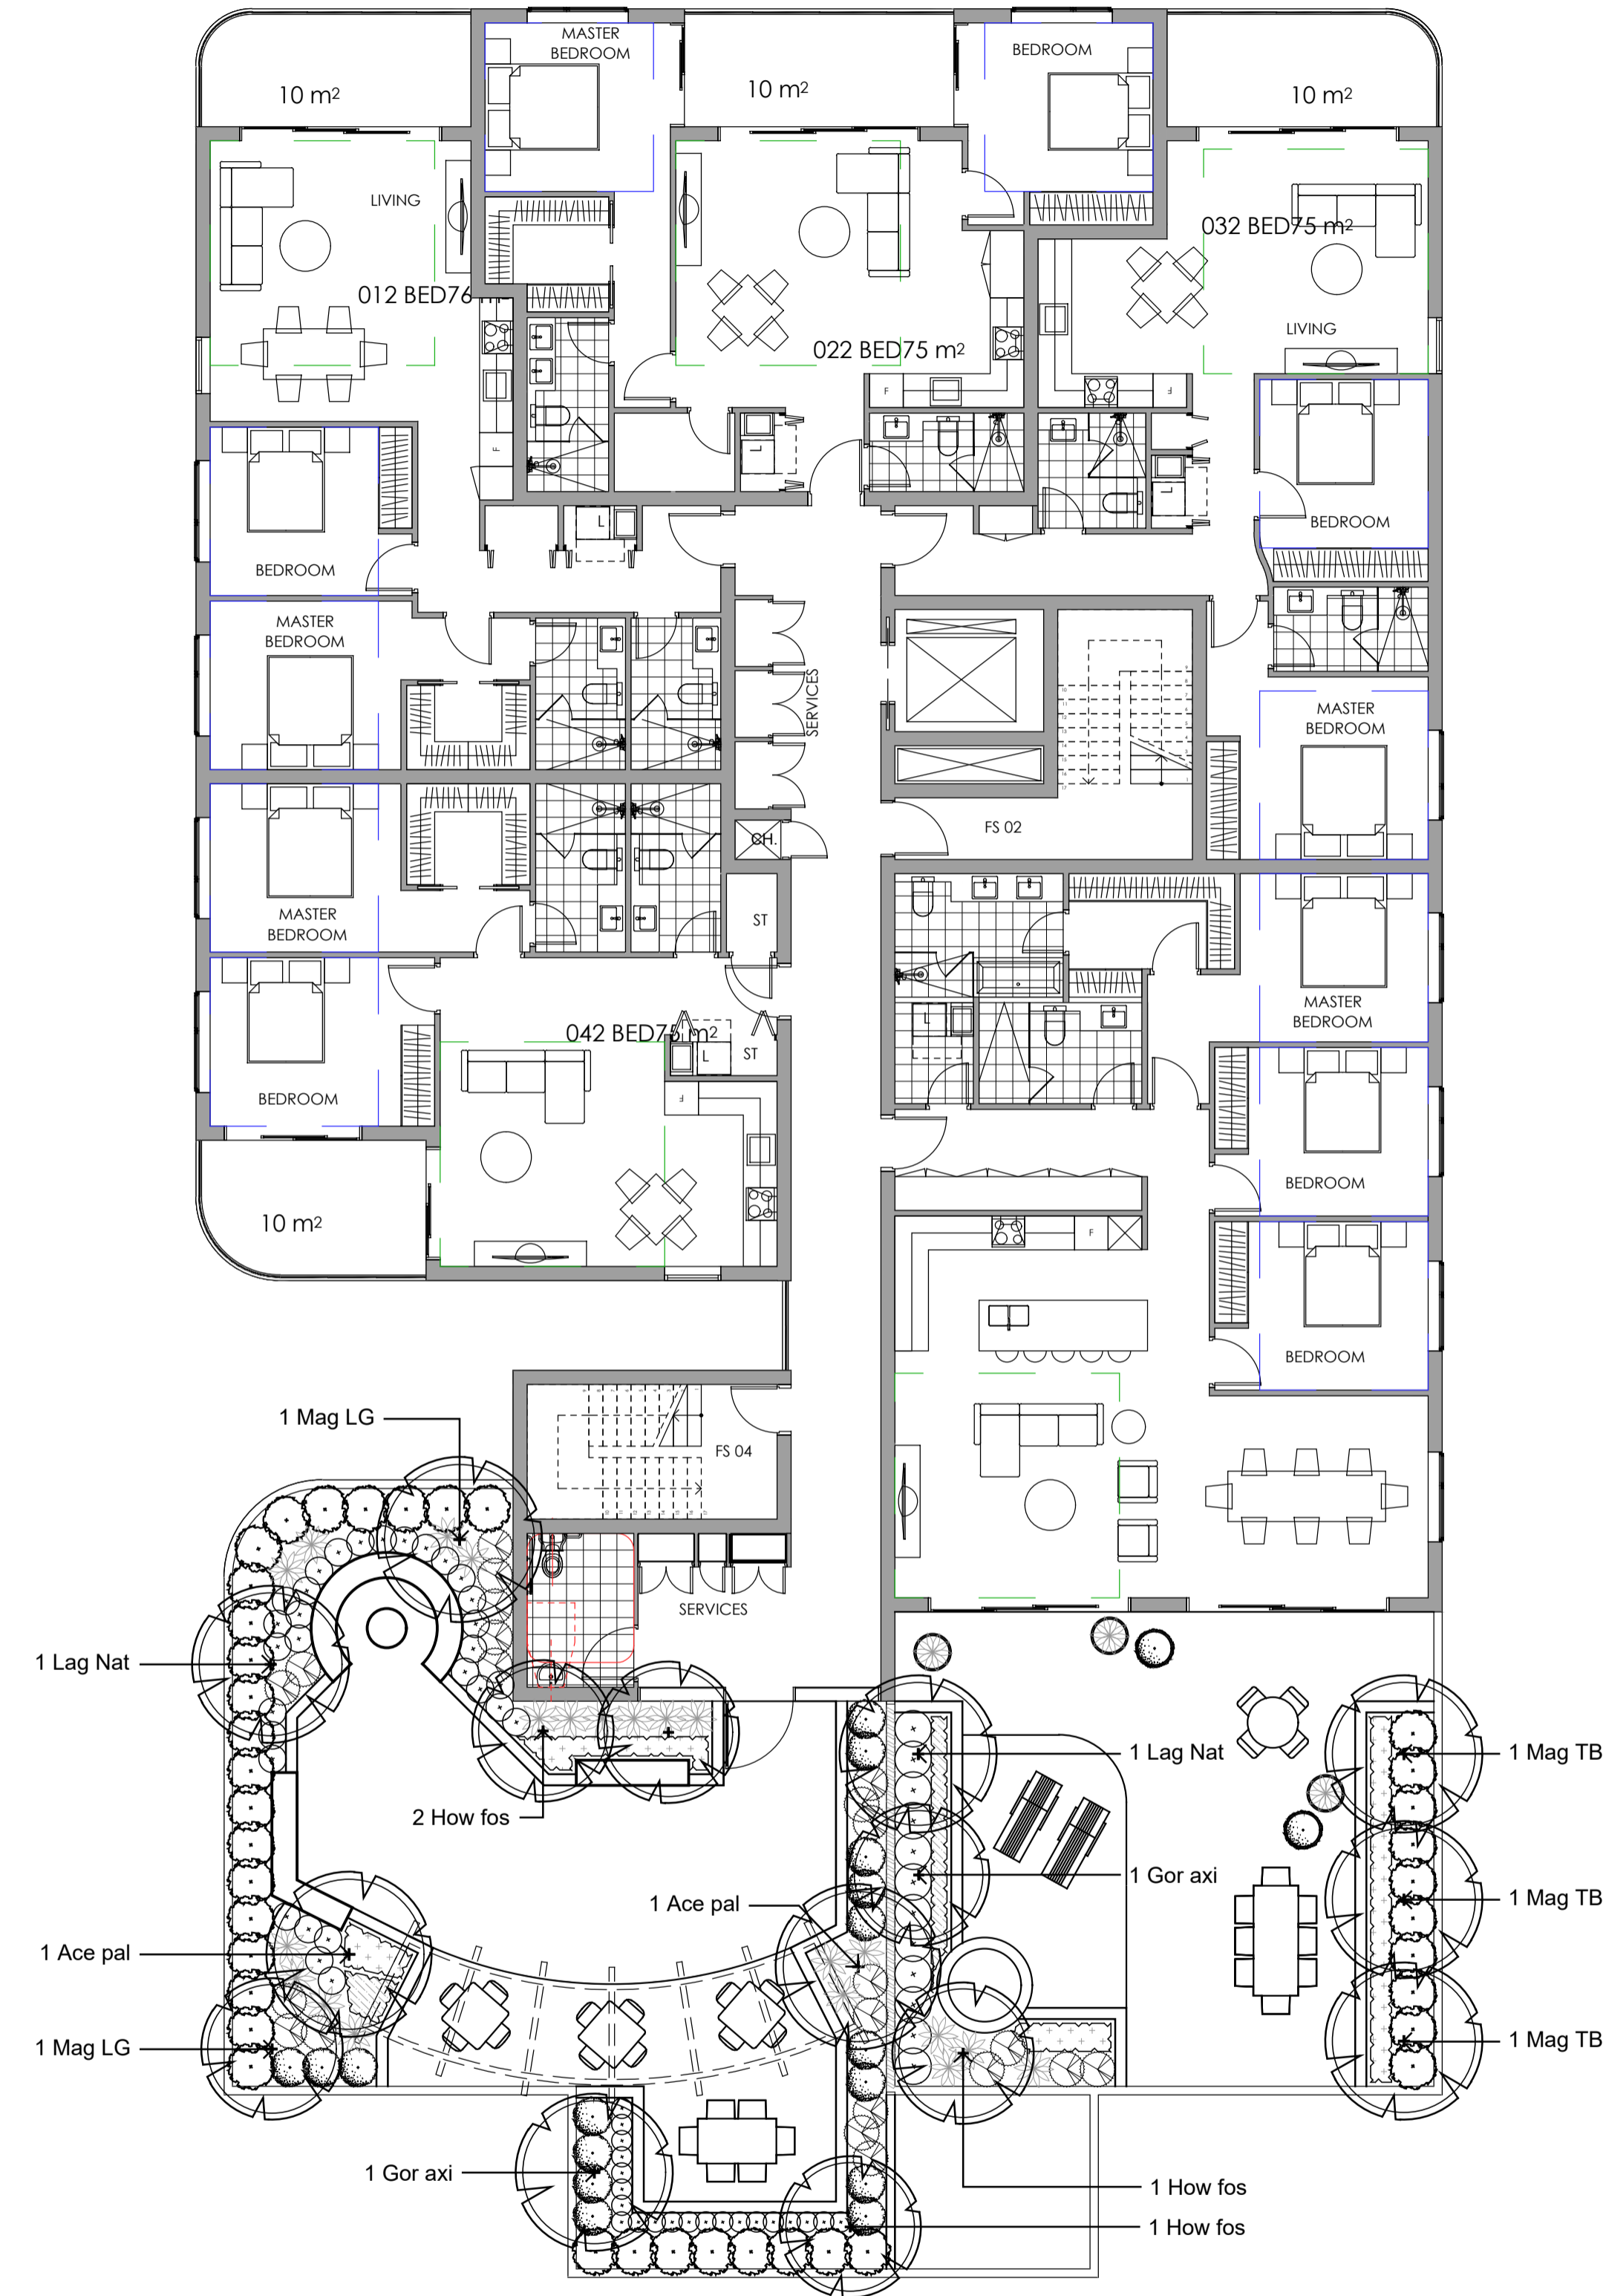 MASTER
BEDROOM
BEDROOM
10 m2
10 m2
10 m2
LIVING
032 BED75 m2
012 BED76 m2
LIVING
022 BED75 m2
F
F
F
L
L
L
BEDROOM
BEDROOM
MASTER
BEDROOM
SERVICES
MASTER
BEDROOM
FS 02
CH.
MASTER
BEDROOM
ST
MASTER
BEDROOM
L
042 BED75 m2
L
ST
BEDROOM
F
BEDROOM
10 m2
F
BEDROOM
1 Mag LG
FS 04
SERVICES
1 Lag Nat
1 Lag Nat
1 Mag TB
2 How fos
1 Gor axi
1 Ace pal
1 Mag TB
1 Ace pal
1 Mag LG
1 Mag TB
1 Gor axi
1 How fos
1 How fos